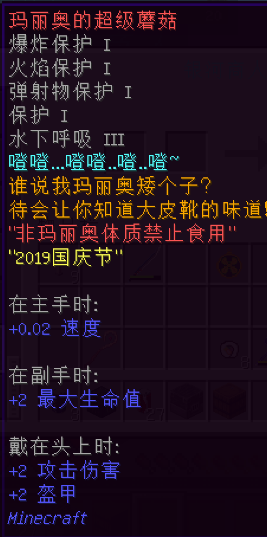 玛丽奥的超级蘑菇
爆炸保护 I
火焰保护 I
弹射物保护 I
保护 I
水下呼吸 III
噔噔...噔噔..噔..噔~
谁说我玛丽奥矮个子?
待会让你知道大皮靴的味道!
"非玛丽奥体质禁止食用"
"2019国庆节"
在主手时:
+0.02 速度
在副手时:
+2 最大生命值
戴在头上时:
+2 攻击伤害
+2 盔甲
Minecraft